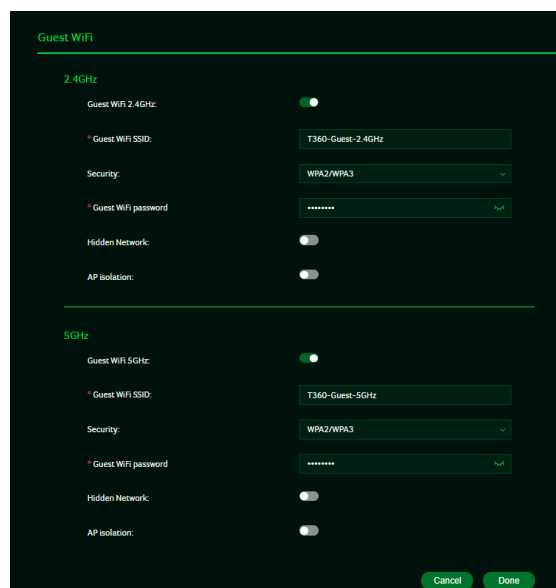 Guest WiFi
2.4GHz
Guest WiFi 2.4GHz:
* Guest WiFi SSID: T360-Guest-2.4GHz
Security: WPA2/WPA3
* Guest WiFi password ••••••••
Hidden Network:
AP isolation:
5GHz
Guest WiFi 5GHz:
* Guest WiFi SSID: T360-Guest-5GHz
Security: WPA2/WPA3
* Guest WiFi password ••••••••
Hidden Network:
AP isolation:
Cancel Done